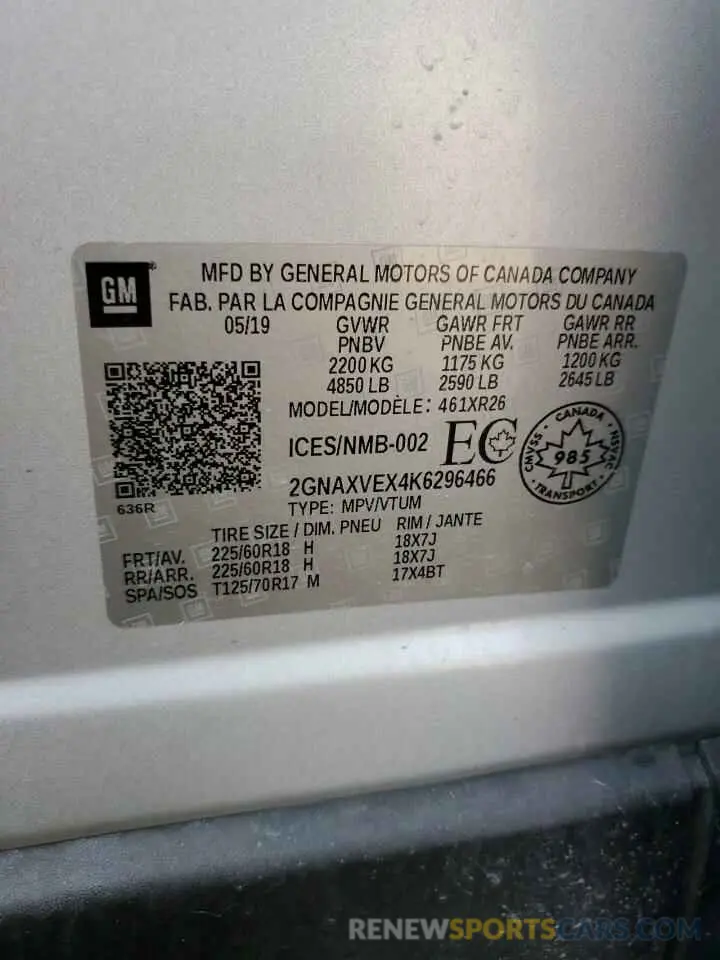 GM
MFD BY GENERAL MOTORS OF CANADA COMPANY
FAB. PAR LA COMPAGNIE GENERAL MOTORS DU CANADA
05/19 GVWR GAWR FRT GAWR RR
PNBV PNBE AV. PNBE ARR.
2200 KG 1175 KG 1200 KG
4850 LB 2590 LB 2645 LB
MODEL/MODÈLE: 461XR26
ICES/NMB-002 EC
CANADA
CMVSS 985 NSVAC
TRANSPORT
2GNAXVEX4K6296466
636R TYPE: MPV/VTUM
TIRE SIZE / DIM. PNEU RIM / JANTE
FRT/AV. 225/60R18 H 18X7J
RR/ARR. 225/60R18 H 18X7J
SPA/SOS T125/70R17 M 17X4BT
RENEWSPORTSCARS.COM